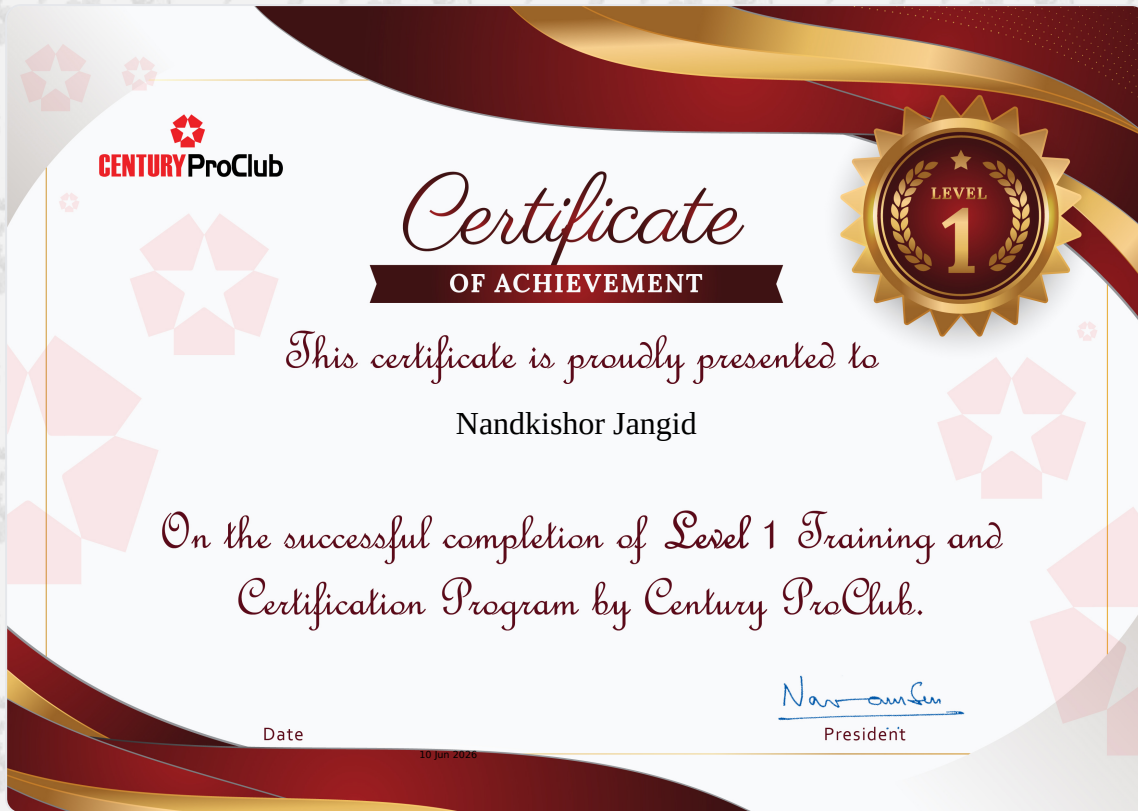 CENTURY ProClub
LEVEL
1
Certificate
OF ACHIEVEMENT
This certificate is proudly presented to
Nandkishor Jangid
On the successful completion of Level 1 Training and
Certification Program by Century ProClub.
Date
President
10 Jun 2026